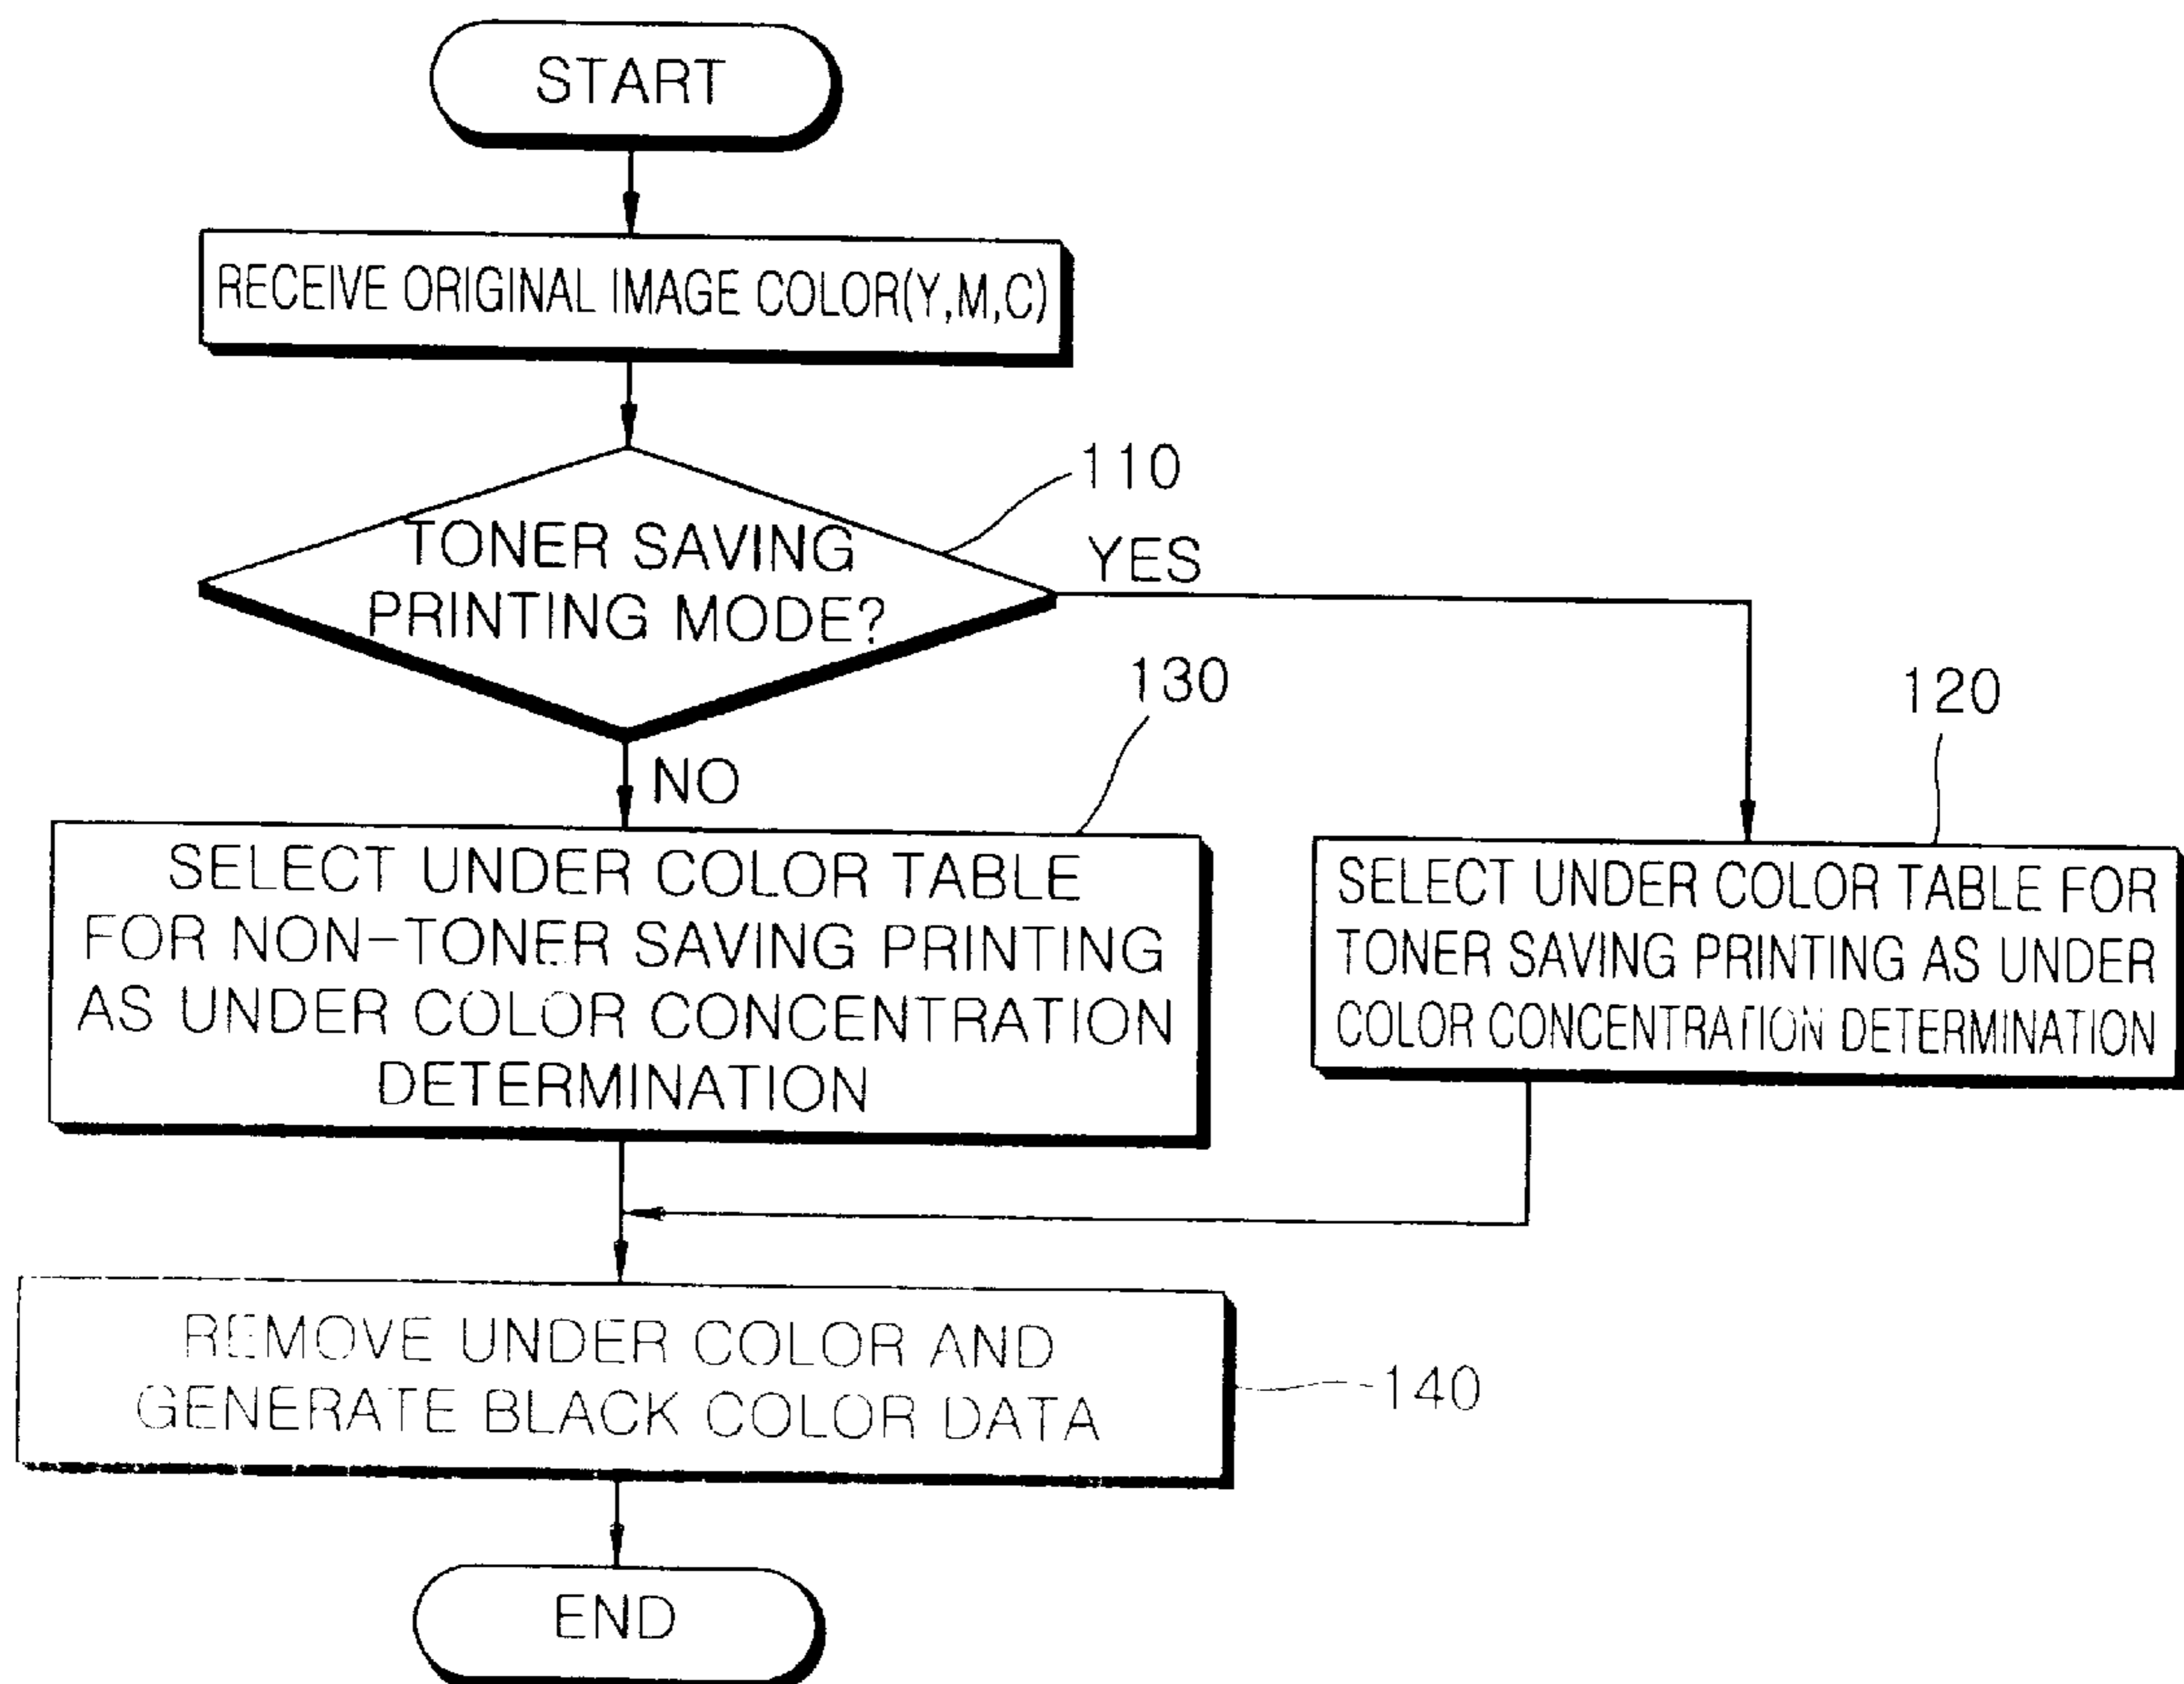 START
RECEIVE ORIGINAL IMAGE COLOR(Y,M,C)
110
TONER SAVING
PRINTING MODE?
YES
130
120
NO
SELECT UNDER COLOR TABLE
FOR NON-TONER SAVING PRINTING
AS UNDER COLOR CONCENTRATION
DETERMINATION
SELECT UNDER COLOR TABLE FOR
TONER SAVING PRINTING AS UNDER
COLOR CONCENTRATION DETERMINATION
REMOVE UNDER COLOR AND
GENERATE BLACK COLOR DATA
140
END